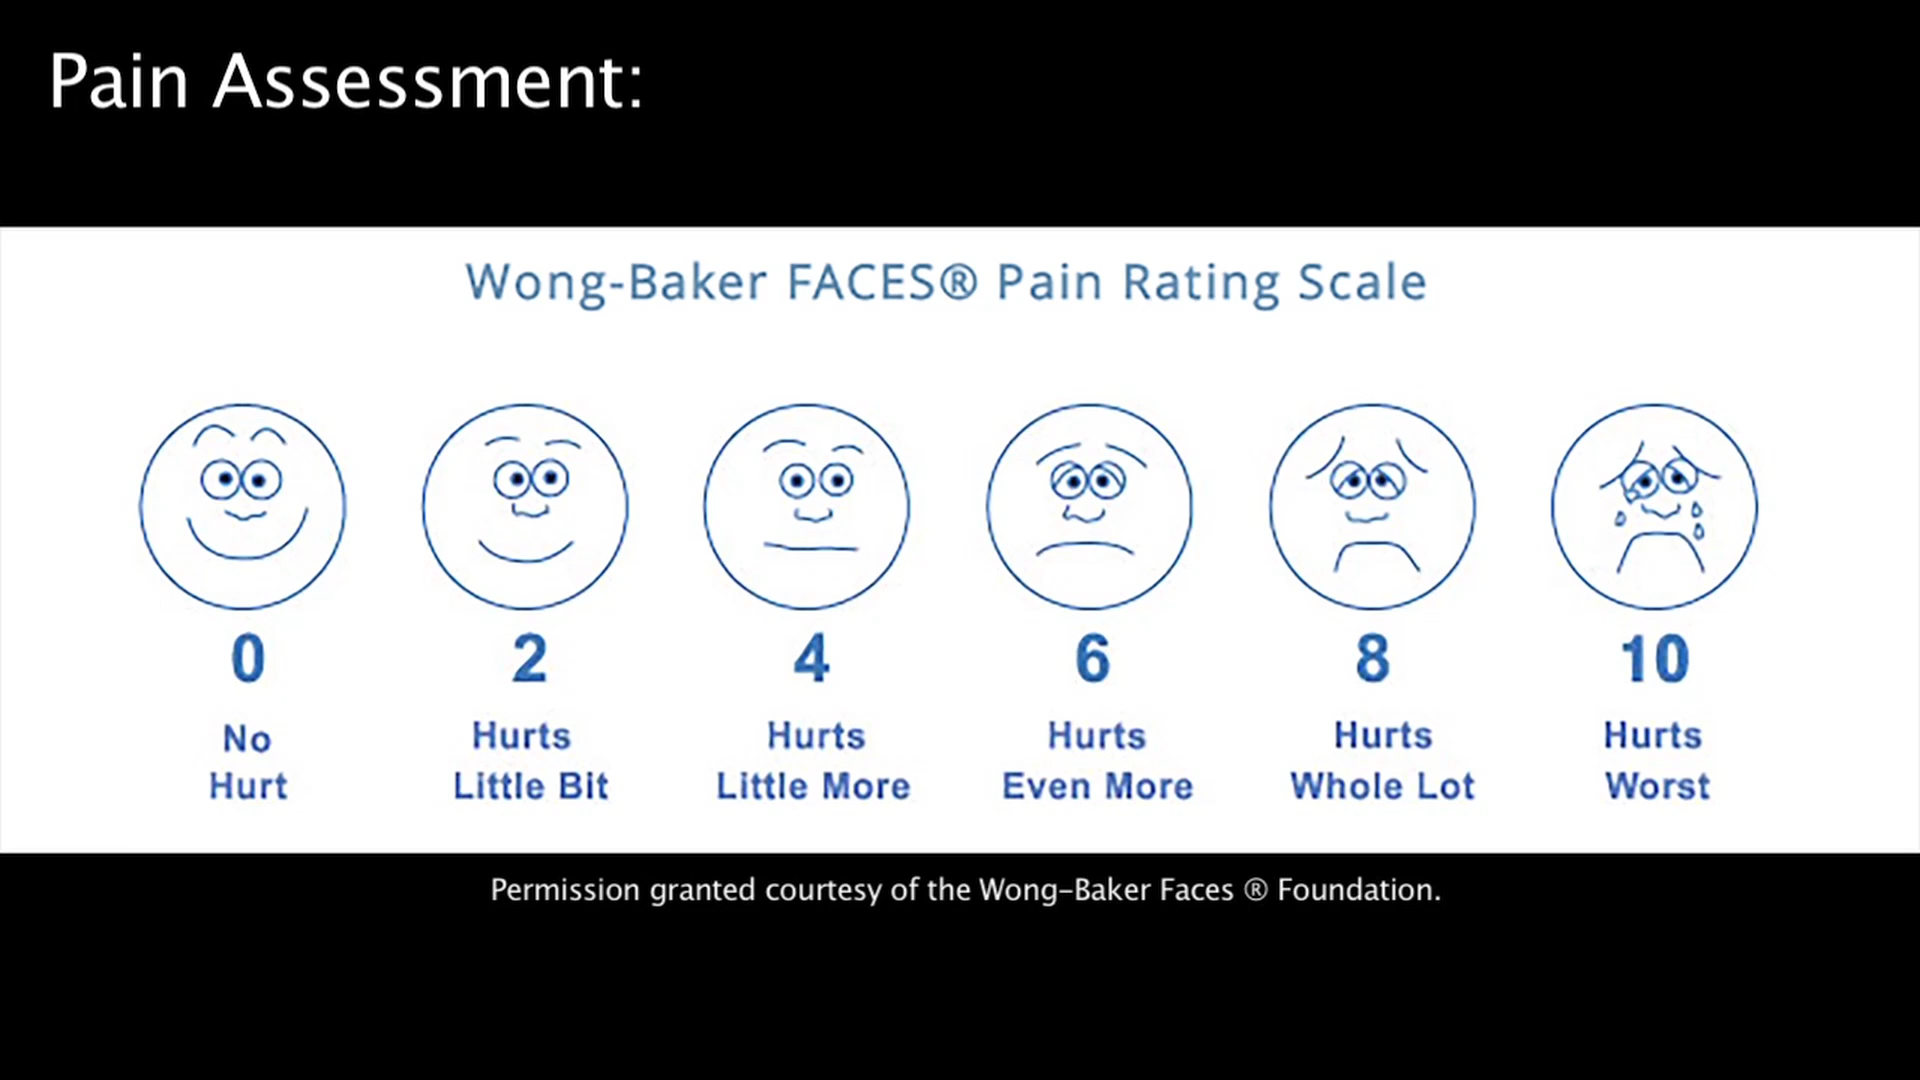 Pain Assessment:
Wong-Baker FACES® Pain Rating Scale
0
2
4
6
8
10
No
Hurt
Hurts
Little Bit
Hurts
Little More
Hurts
Even More
Hurts
Whole Lot
Hurts
Worst
Permission granted courtesy of the Wong-Baker Faces ® Foundation.